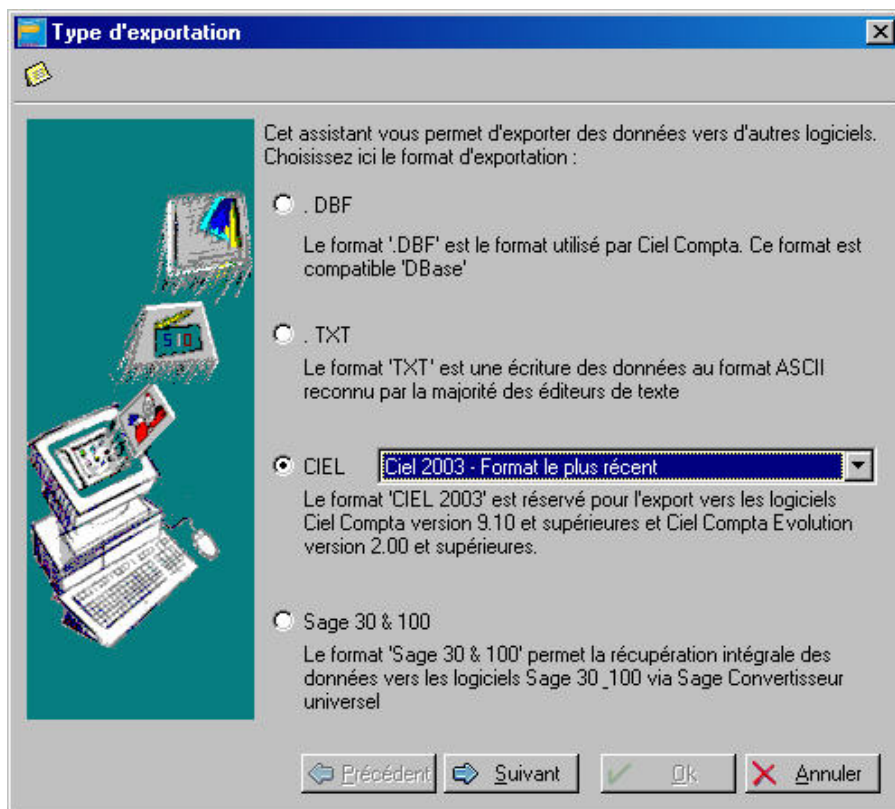 Type d'exportation
Cet assistant vous permet d'exporter des données vers d'autres logiciels.
Choisissez ici le format d'exportation :
. DBF
Le format '.DBF' est le format utilisé par Ciel Compta. Ce format est
compatible 'DBase'
. TXT
Le format 'TXT' est une écriture des données au format ASCII
reconnu par la majorité des éditeurs de texte
CIEL Ciel 2003 - Format le plus récent
Le format 'CIEL 2003' est réservé pour l'export vers les logiciels
Ciel Compta version 9.10 et supérieures et Ciel Compta Evolution
version 2.00 et supérieures.
Sage 30 & 100
Le format 'Sage 30 & 100' permet la récupération intégrale des
données vers les logiciels Sage 30_100 via Sage Convertisseur
universel
Précédent Suivant Ok Annuler